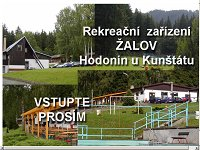 Rekreační zařízení
ŽALOV
Hodonín u Kunštátu
VSTUPTE
PROSÍM